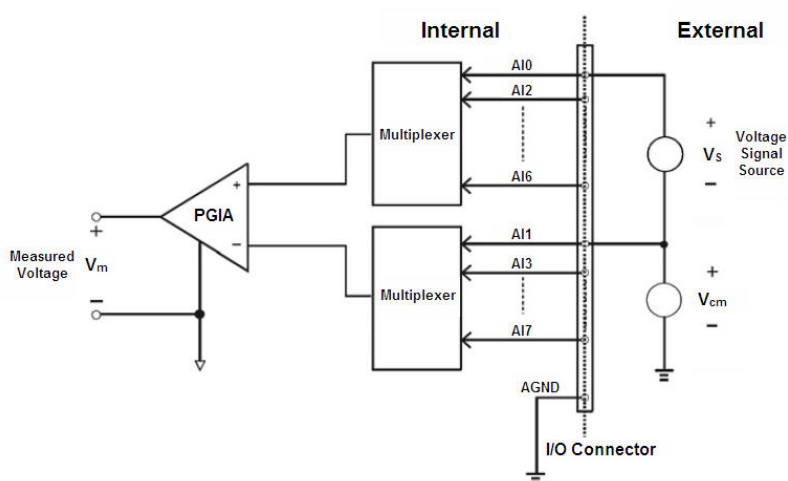 Internal
External
AI0
AI2
Multiplexer
AI6
+
Vs
−
Voltage
Signal
Source
+
PGIA
−
AI1
AI3
Multiplexer
AI7
Measured
Voltage
+
Vm
−
+
Vcm
−
AGND
I/O Connector